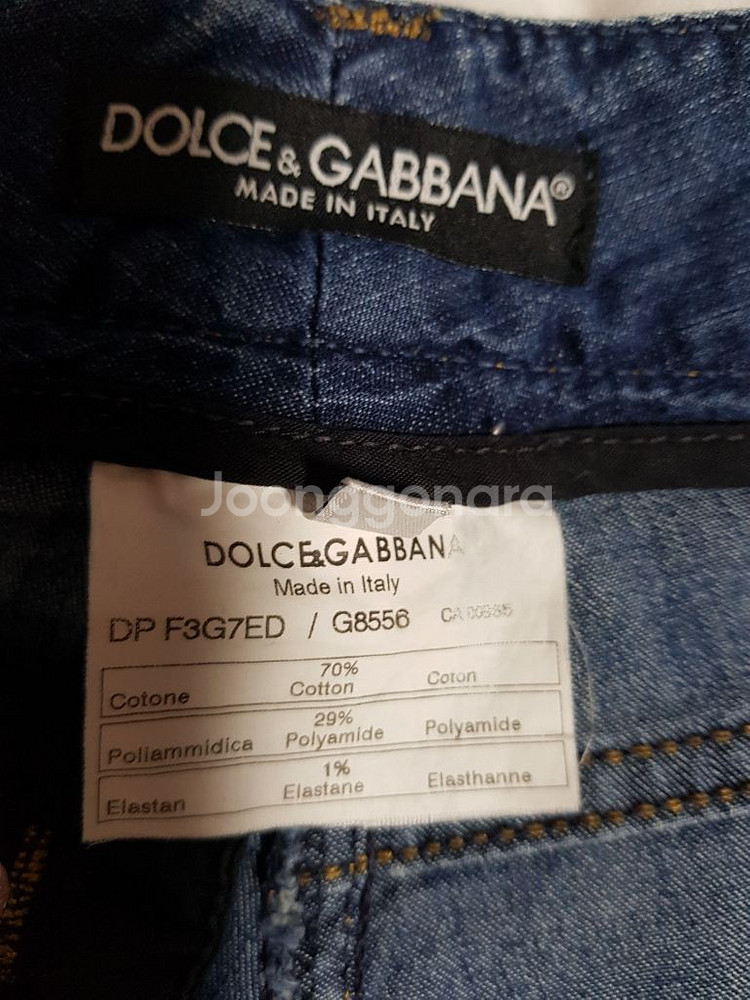 DOLCE & GABBANA®
MADE IN ITALY
Joonggonara
DOLCE&GABBANA
Made in Italy
DP F3G7ED / G8556
70%
Cotone Cotton Coton
29%
Poliammidica Polyamide Polyamide
1%
Elastan Elastane Elasthanne